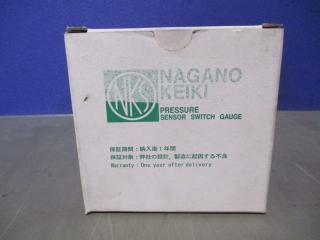 NKS
NAGANO
KEIKI
PRESSURE
SENSOR SWITCH GAUGE
保証期間：納入後1年間
保証対象：弊社の設計，製造に起因する不良
Warranty：One year after delivery